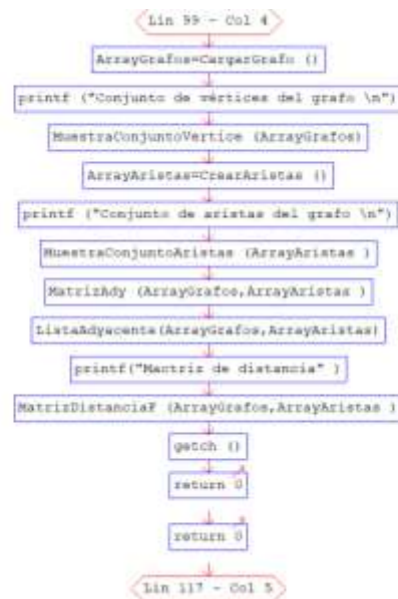 Lin 99 - Col 4
ArrayGrafos=CargarGrafo ()
printf ("Conjunto de vértices del grafo \n")
MuestraConjuntoVertice (ArrayGrafos)
ArrayAristas=CrearAristas ()
printf ("Conjunto de aristas del grafo \n")
MuestraConjuntoAristas (ArrayAristas )
MatrizAdy (ArrayGrafos,ArrayAristas )
ListaAdyacente(ArrayGrafos,ArrayAristas)
printf("Mactriz de distancia" )
MatrizDistanciaF (ArrayGrafos,ArrayAristas )
getch ()
return 0
return 0
Lin 117 - Col 5